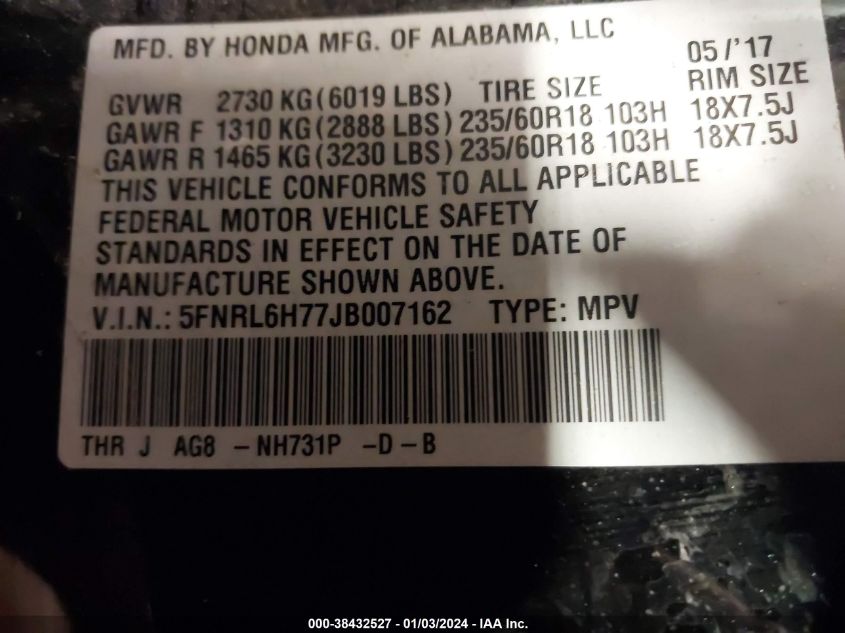 MFD. BY HONDA MFG. OF ALABAMA, LLC
05/'17
GVWR 2730 KG (6019 LBS) TIRE SIZE RIM SIZE
GAWR F 1310 KG (2888 LBS) 235/60R18 103H 18X7.5J
GAWR R 1465 KG (3230 LBS) 235/60R18 103H 18X7.5J
THIS VEHICLE CONFORMS TO ALL APPLICABLE
FEDERAL MOTOR VEHICLE SAFETY
STANDARDS IN EFFECT ON THE DATE OF
MANUFACTURE SHOWN ABOVE.
V.I.N.: 5FNRL6H77JB007162 TYPE: MPV
THR J AG8 – NH731P –D – B
000-38432527 - 01/03/2024 - IAA Inc.